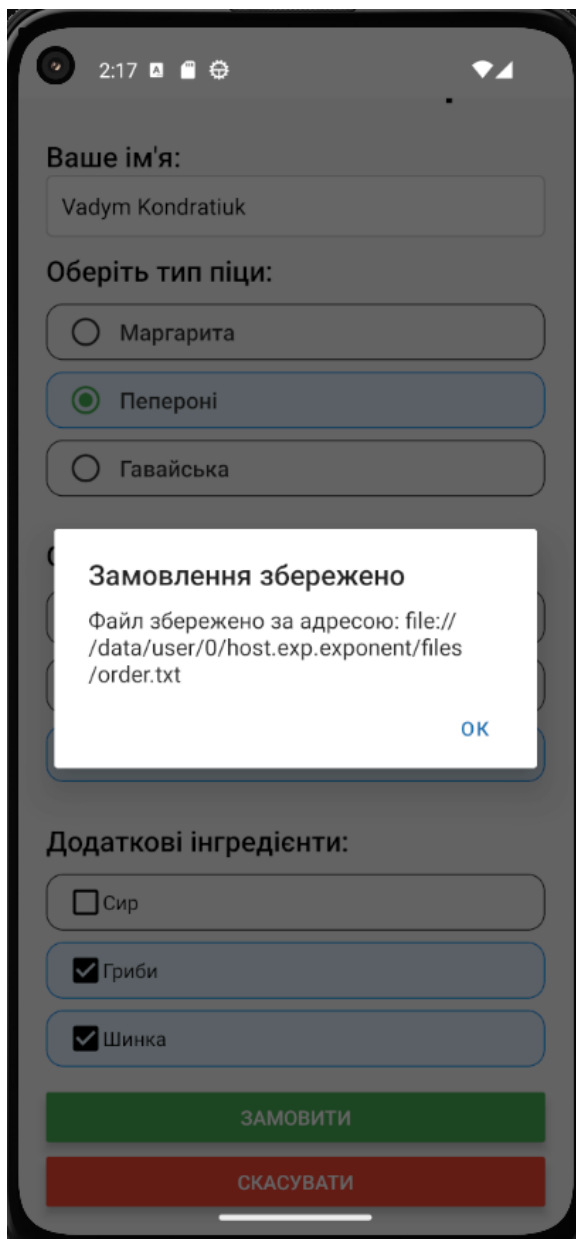 2:17
Ваше ім'я:
Vadym Kondratiuk
Оберіть тип піци:
Маргарита
Пепероні
Гавайська
Замовлення збережено
Файл збережено за адресою: file://
/data/user/0/host.exp.exponent/files
/order.txt
ОК
Додаткові інгредієнти:
Сир
Гриби
Шинка
ЗАМОВИТИ
СКАСУВАТИ